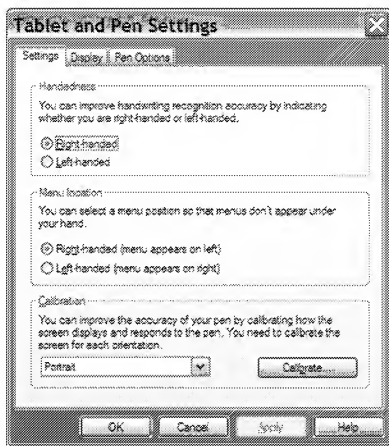 Tablet and Pen Settings
Settings Display Pen Options
Handedness
You can improve handwriting recognition accuracy by indicating
whether you are right-handed or left-handed.
Right-handed
Left-handed
Menu location
You can select a menu position so that menus don't appear under
your hand.
Right-handed (menu appears on left)
Left-handed (menu appears on right)
Calibration
You can improve the accuracy of your pen by calibrating how the
screen displays and responds to the pen. You need to calibrate the
screen for each orientation.
Portrait Calibrate...
OK Cancel Apply Help